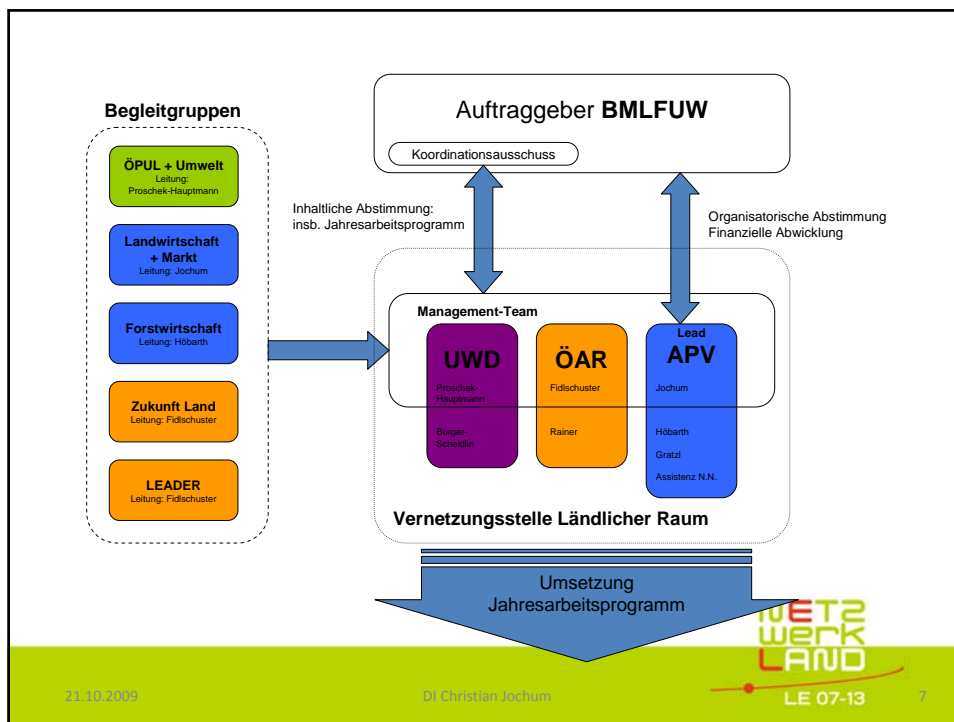 Begleitgruppen
ÖPUL + Umwelt
Leitung:
Proschek-Hauptmann
Landwirtschaft
+ Markt
Leitung: Jochum
Forstwirtschaft
Leitung: Höbarth
Zukunft Land
Leitung: Fidlschuster
LEADER
Leitung: Fidlschuster
Auftraggeber BMLFUW
Koordinationsausschuss
Inhaltliche Abstimmung:
insb. Jahresarbeitsprogramm
Organisatorische Abstimmung
Finanzielle Abwicklung
Management-Team
UWD
Proschek-
Hauptmann
Burger-
Scheidlin
ÖAR
Fidlschuster
Rainer
Lead
APV
Jochum
Höbarth
Gratzl
Assistenz N.N.
Vernetzungsstelle Ländlicher Raum
Umsetzung
Jahresarbeitsprogramm
NETZ
werk
LAND
LE 07-13
21.10.2009
DI Christian Jochum
7